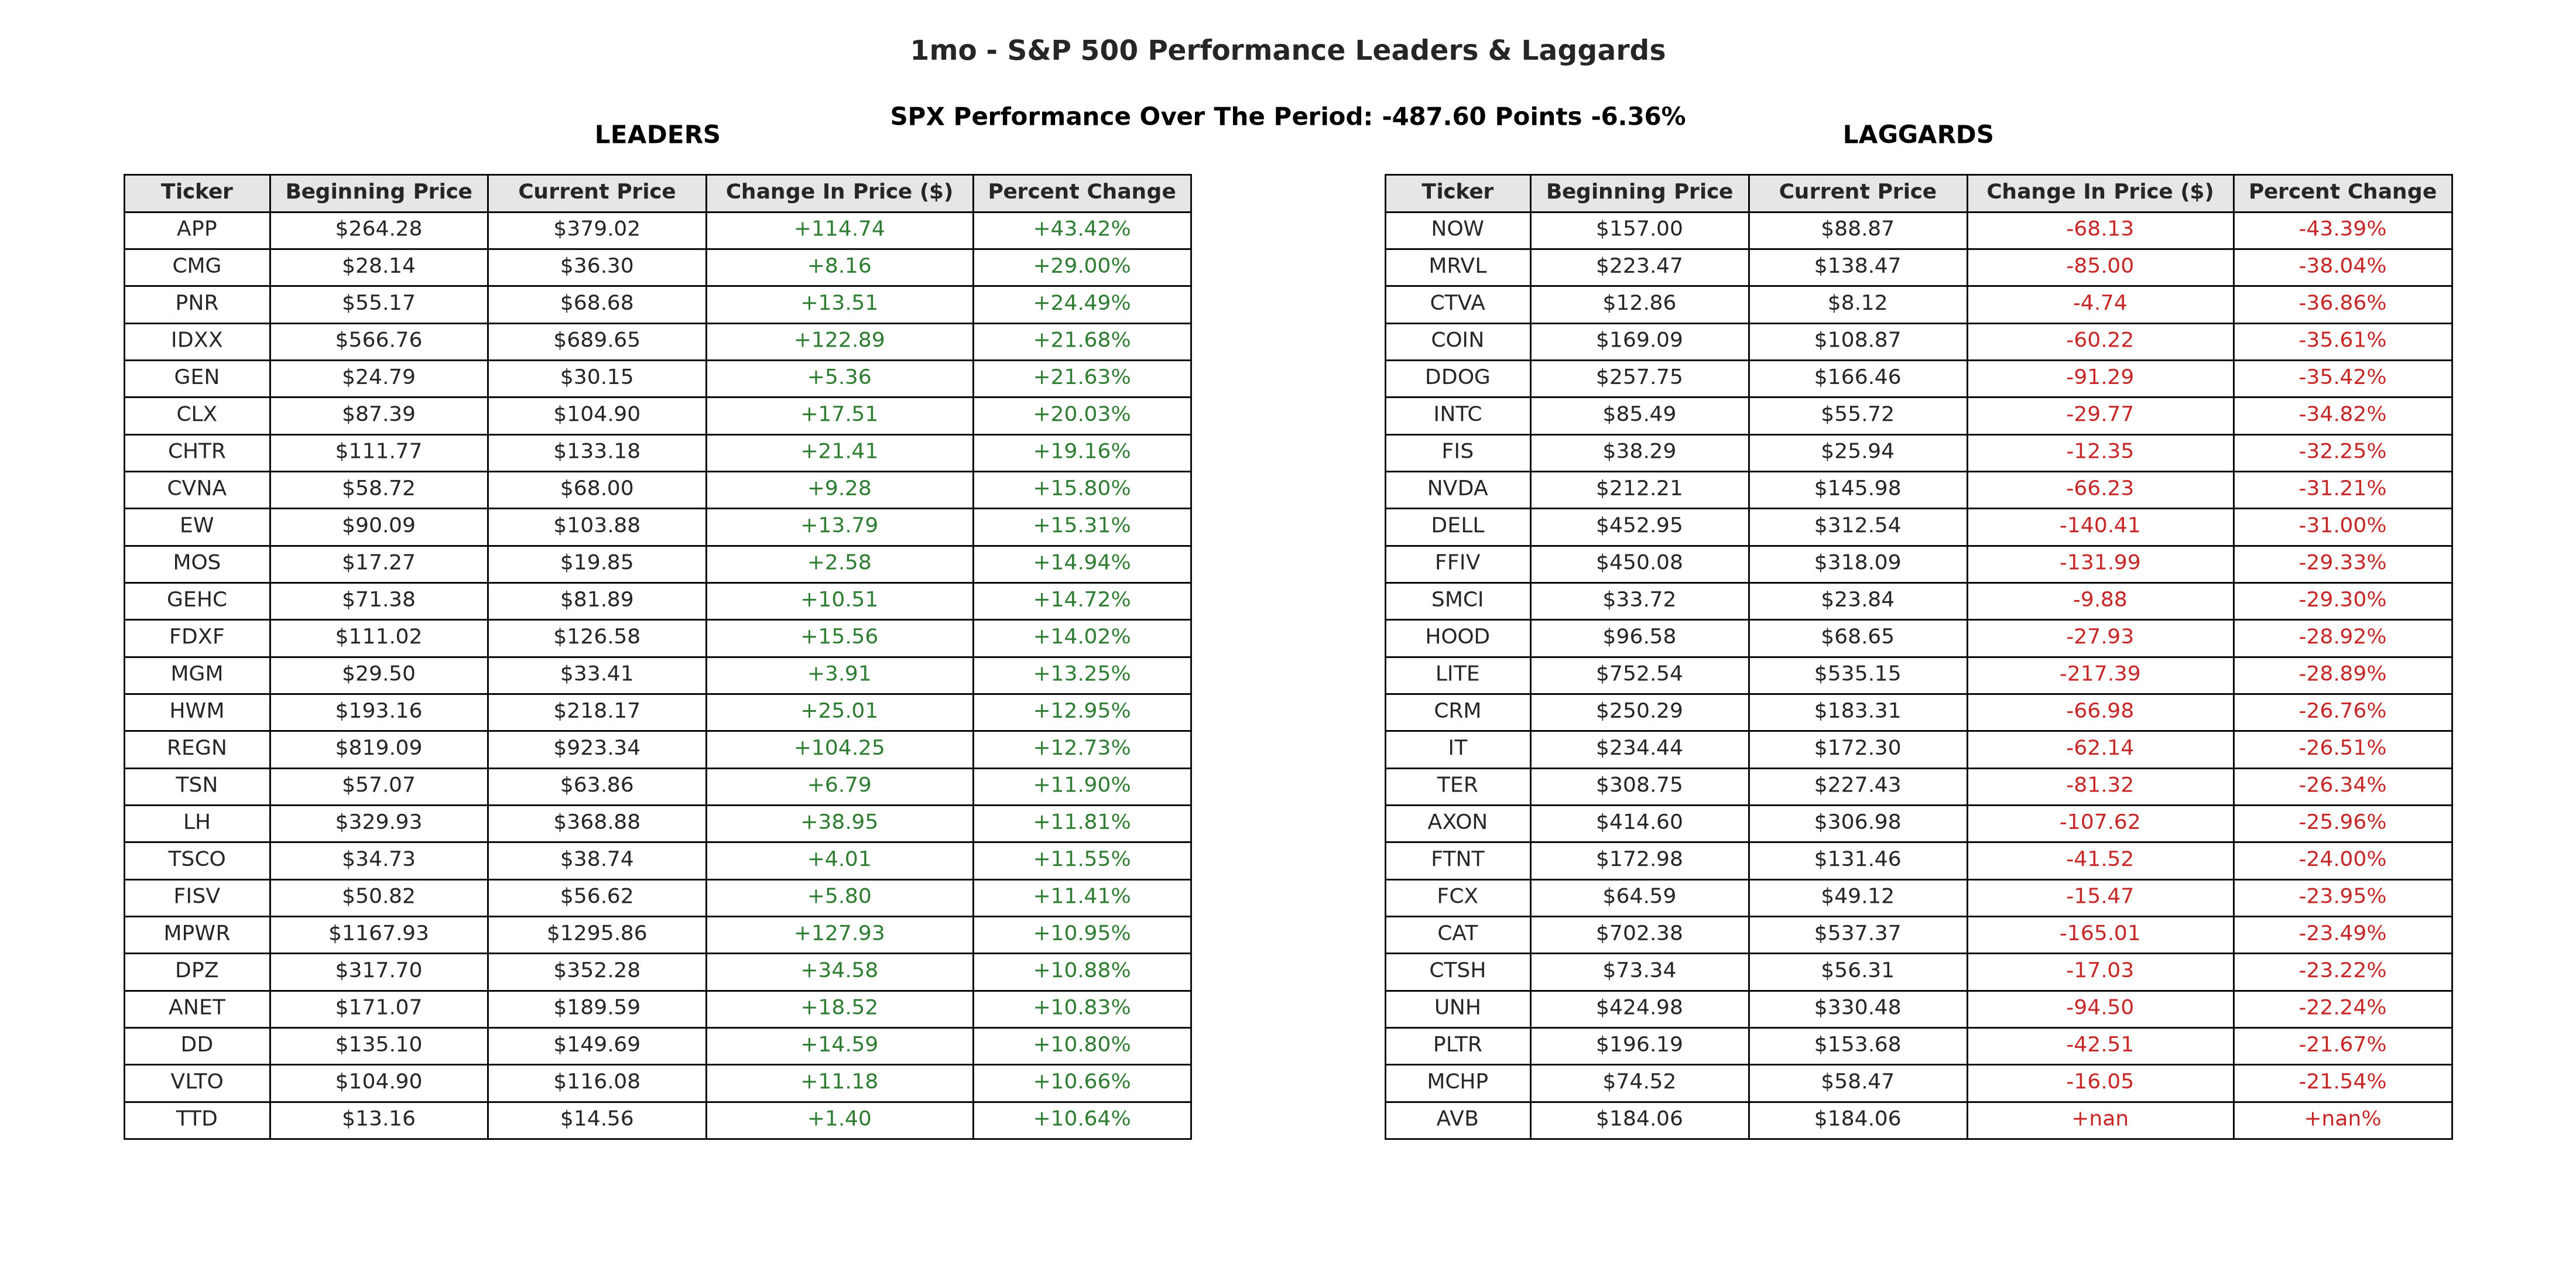 1mo - S&P 500 Performance Leaders & Laggards
SPX Performance Over The Period: -487.60 Points -6.36%
LEADERS
Ticker Beginning Price Current Price Change In Price ($) Percent Change
APP $264.28 $379.02 +114.74 +43.42%
CMG $28.14 $36.30 +8.16 +29.00%
PNR $55.17 $68.68 +13.51 +24.49%
IDXX $566.76 $689.65 +122.89 +21.68%
GEN $24.79 $30.15 +5.36 +21.63%
CLX $87.39 $104.90 +17.51 +20.03%
CHTR $111.77 $133.18 +21.41 +19.16%
CVNA $58.72 $68.00 +9.28 +15.80%
EW $90.09 $103.88 +13.79 +15.31%
MOS $17.27 $19.85 +2.58 +14.94%
GEHC $71.38 $81.89 +10.51 +14.72%
FDXF $111.02 $126.58 +15.56 +14.02%
MGM $29.50 $33.41 +3.91 +13.25%
HWM $193.16 $218.17 +25.01 +12.95%
REGN $819.09 $923.34 +104.25 +12.73%
TSN $57.07 $63.86 +6.79 +11.90%
LH $329.93 $368.88 +38.95 +11.81%
TSCO $34.73 $38.74 +4.01 +11.55%
FISV $50.82 $56.62 +5.80 +11.41%
MPWR $1167.93 $1295.86 +127.93 +10.95%
DPZ $317.70 $352.28 +34.58 +10.88%
ANET $171.07 $189.59 +18.52 +10.83%
DD $135.10 $149.69 +14.59 +10.80%
VLTO $104.90 $116.08 +11.18 +10.66%
TTD $13.16 $14.56 +1.40 +10.64%
LAGGARDS
Ticker Beginning Price Current Price Change In Price ($) Percent Change
NOW $157.00 $88.87 -68.13 -43.39%
MRVL $223.47 $138.47 -85.00 -38.04%
CTVA $12.86 $8.12 -4.74 -36.86%
COIN $169.09 $108.87 -60.22 -35.61%
DDOG $257.75 $166.46 -91.29 -35.42%
INTC $85.49 $55.72 -29.77 -34.82%
FIS $38.29 $25.94 -12.35 -32.25%
NVDA $212.21 $145.98 -66.23 -31.21%
DELL $452.95 $312.54 -140.41 -31.00%
FFIV $450.08 $318.09 -131.99 -29.33%
SMCI $33.72 $23.84 -9.88 -29.30%
HOOD $96.58 $68.65 -27.93 -28.92%
LITE $752.54 $535.15 -217.39 -28.89%
CRM $250.29 $183.31 -66.98 -26.76%
IT $234.44 $172.30 -62.14 -26.51%
TER $308.75 $227.43 -81.32 -26.34%
AXON $414.60 $306.98 -107.62 -25.96%
FTNT $172.98 $131.46 -41.52 -24.00%
FCX $64.59 $49.12 -15.47 -23.95%
CAT $702.38 $537.37 -165.01 -23.49%
CTSH $73.34 $56.31 -17.03 -23.22%
UNH $424.98 $330.48 -94.50 -22.24%
PLTR $196.19 $153.68 -42.51 -21.67%
MCHP $74.52 $58.47 -16.05 -21.54%
AVB $184.06 $184.06 +nan +nan%